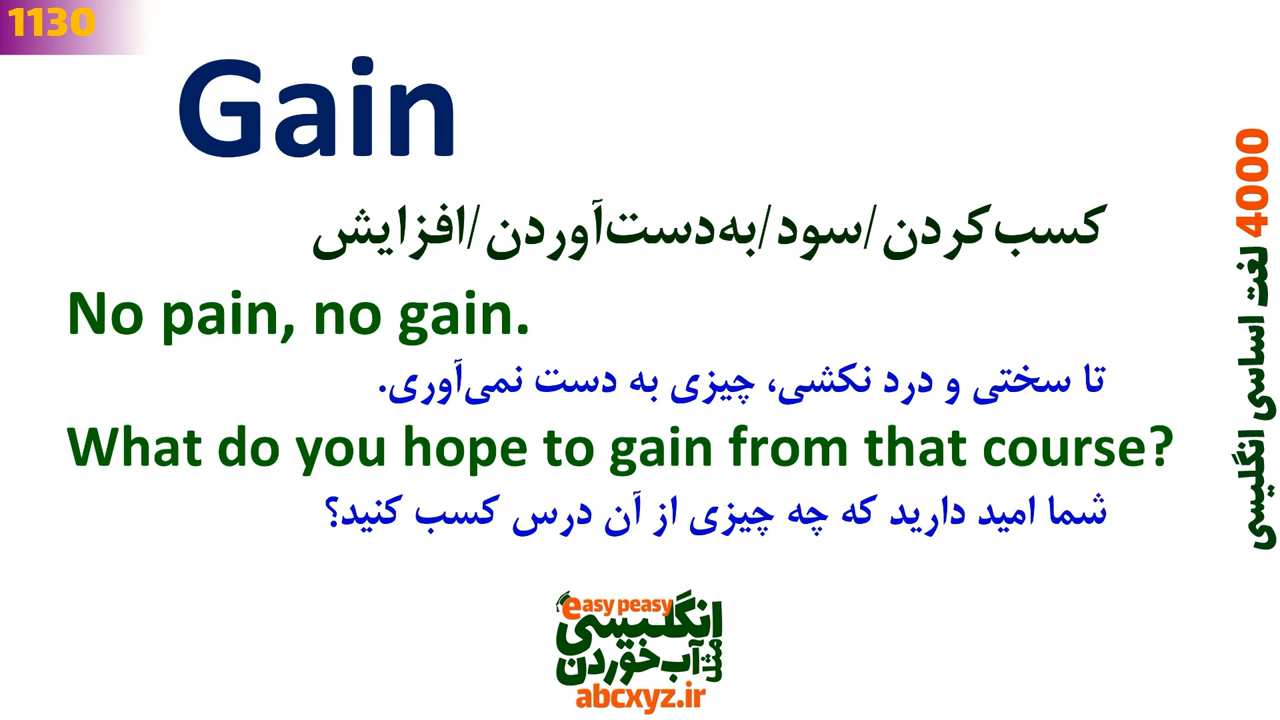 1130
Gain
کسب‌کردن/سود/به‌دست‌آوردن/افزایش
No pain, no gain.
تا سختی و درد نکشی، چیزی به دست نمی‌آوری.
What do you hope to gain from that course?
شما امید دارید که چه چیزی از آن درس کسب کنید؟
4000 لغت اساسی انگلیسی
easy peasy
انگلیسی
مثل آب‌خوردن
abcxyz.ir